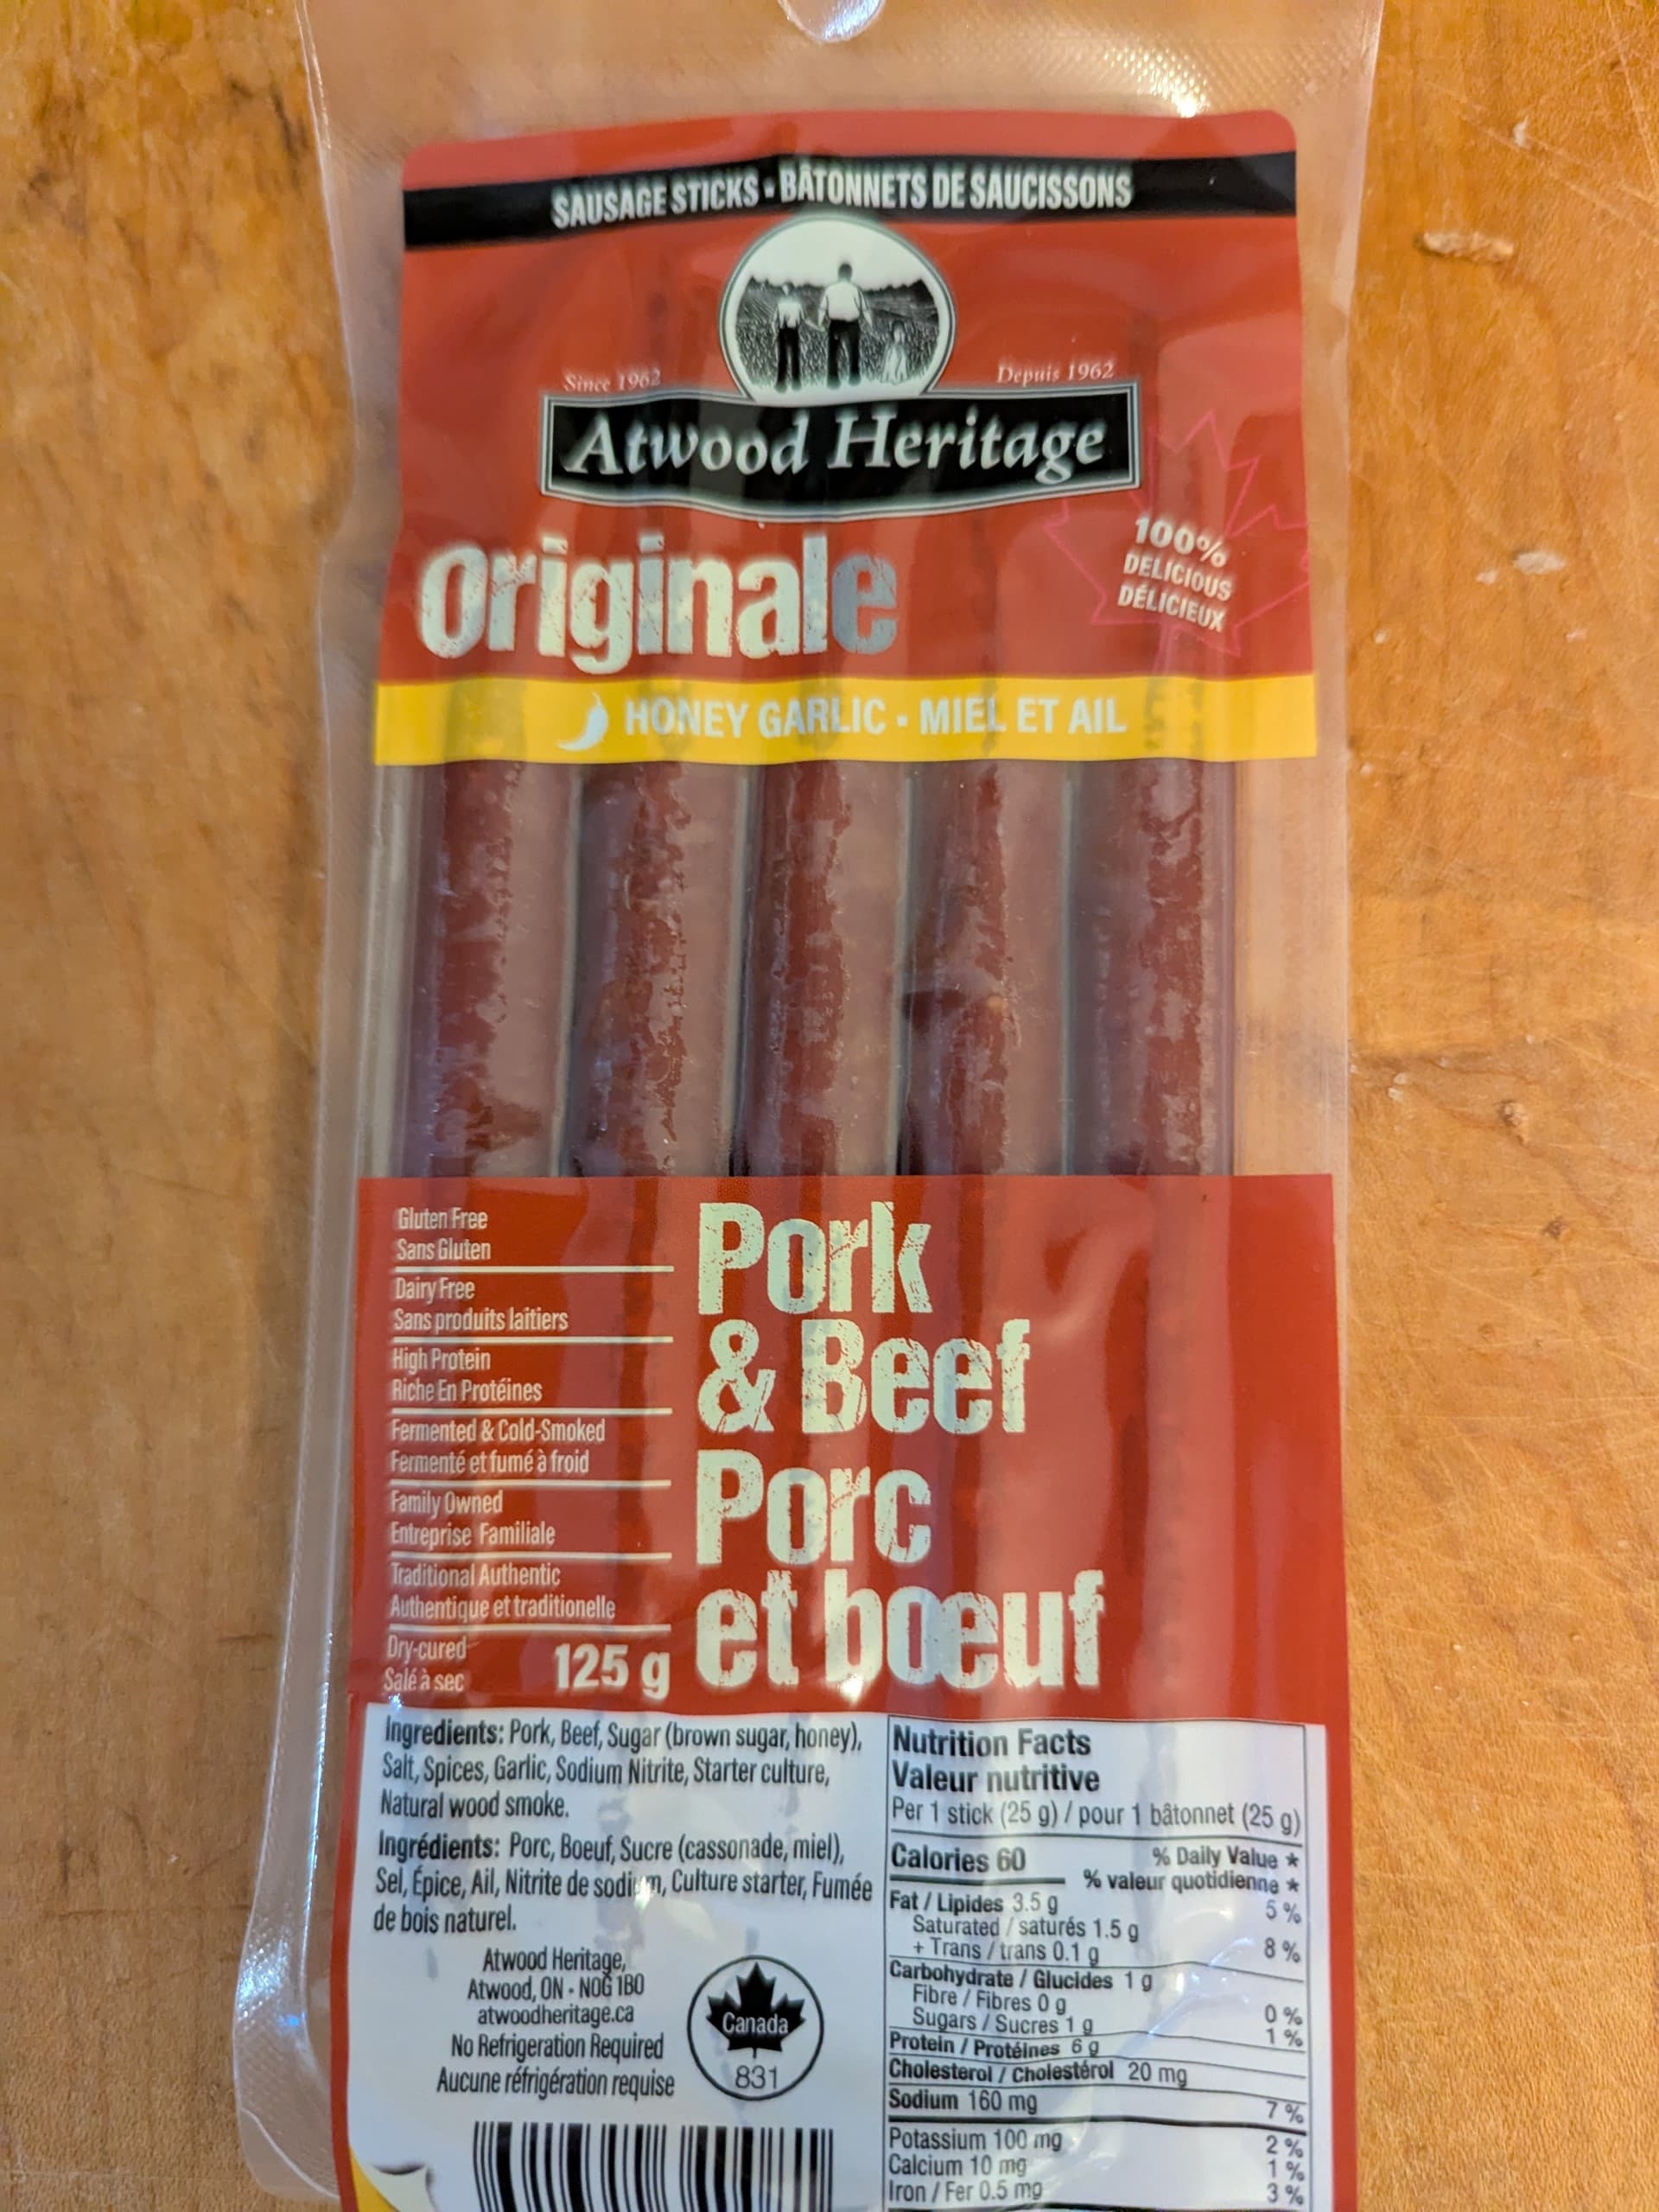 SAUSAGE STICKS - BÂTONNETS DE SAUCISSONS
Since 1962
Depuis 1962
Atwood Heritage
Originale
100%
DELICIOUS
DÉLICIEUX
HONEY GARLIC - MIEL ET AIL
Gluten Free
Sans Gluten
Dairy Free
Sans produits laitiers
High Protein
Riche En Protéines
Fermented & Cold-Smoked
Fermenté et fumé à froid
Family Owned
Entreprise Familiale
Traditional Authentic
Authentique et traditionelle
Dry-cured
Salé à sec
125 g
Pork
& Beef
Porc
et bœuf
Ingredients: Pork, Beef, Sugar (brown sugar, honey),
Salt, Spices, Garlic, Sodium Nitrite, Starter culture,
Natural wood smoke.
Ingrédients: Porc, Boeuf, Sucre (cassonade, miel),
Sel, Épice, Ail, Nitrite de sodium, Culture starter, Fumée
de bois naturel.
Atwood Heritage,
Atwood, ON - N0G 1B0
atwoodheritage.ca
No Refrigeration Required
Aucune réfrigération requise
Canada
831
Nutrition Facts
Valeur nutritive
Per 1 stick (25 g) / pour 1 bâtonnet (25 g)
Calories 60
% Daily Value *
% valeur quotidienne *
Fat / Lipides 3.5 g 5 %
Saturated / saturés 1.5 g
+ Trans / trans 0.1 g 8 %
Carbohydrate / Glucides 1 g
Fibre / Fibres 0 g 0 %
Sugars / Sucres 1 g 1 %
Protein / Protéines 6 g
Cholesterol / Cholestérol 20 mg
Sodium 160 mg 7 %
Potassium 100 mg 2 %
Calcium 10 mg 1 %
Iron / Fer 0.5 mg 3 %